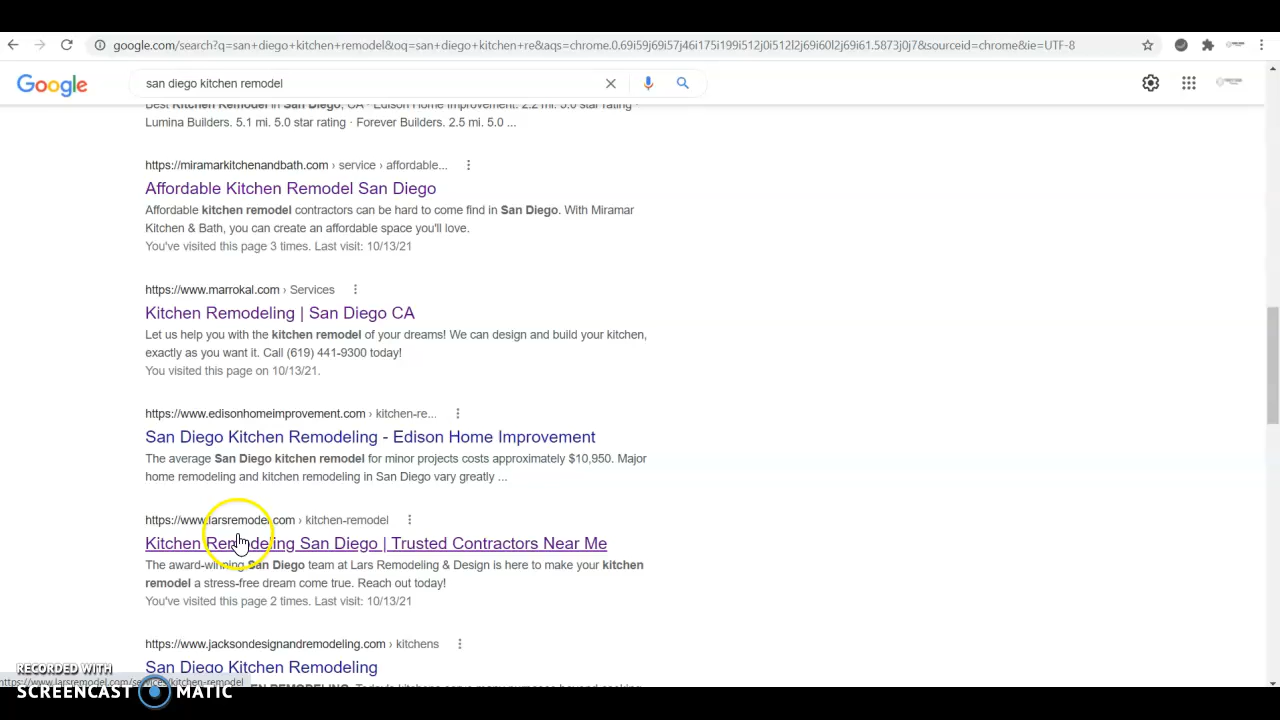 google.com/search?q=san+diego+kitchen+remodel&oq=san+diego+kitchen+re&aqs=chrome.0.69i59j69i57j46i175i199i512j0i512l2j69i60l2j69i61.5873j0j7&sourceid=chrome&ie=UTF-8
Google
san diego kitchen remodel
Best Kitchen Remodel in San Diego, CA · Edison Home Improvement. 2.2 mi. 5.0 star rating ·
Lumina Builders. 5.1 mi. 5.0 star rating · Forever Builders. 2.5 mi. 5.0 ...
https://miramarkitchenandbath.com › service › affordable...
Affordable Kitchen Remodel San Diego
Affordable kitchen remodel contractors can be hard to come find in San Diego. With Miramar
Kitchen & Bath, you can create an affordable space you'll love.
You've visited this page 3 times. Last visit: 10/13/21
https://www.marrokal.com › Services
Kitchen Remodeling | San Diego CA
Let us help you with the kitchen remodel of your dreams! We can design and build your kitchen,
exactly as you want it. Call (619) 441-9300 today!
You visited this page on 10/13/21.
https://www.edisonhomeimprovement.com › kitchen-re...
San Diego Kitchen Remodeling - Edison Home Improvement
The average San Diego kitchen remodel for minor projects costs approximately $10,950. Major
home remodeling and kitchen remodeling in San Diego vary greatly ...
https://www.larsremodel.com › kitchen-remodel
Kitchen Remodeling San Diego | Trusted Contractors Near Me
The award-winning San Diego team at Lars Remodeling & Design is here to make your kitchen
remodel a stress-free dream come true. Reach out today!
You've visited this page 2 times. Last visit: 10/13/21
https://www.jacksondesignandremodeling.com › kitchens
San Diego Kitchen Remodeling
https://www.larsremodel.com/services/kitchen-remodel
RECORDED WITH
SCREENCAST MATIC